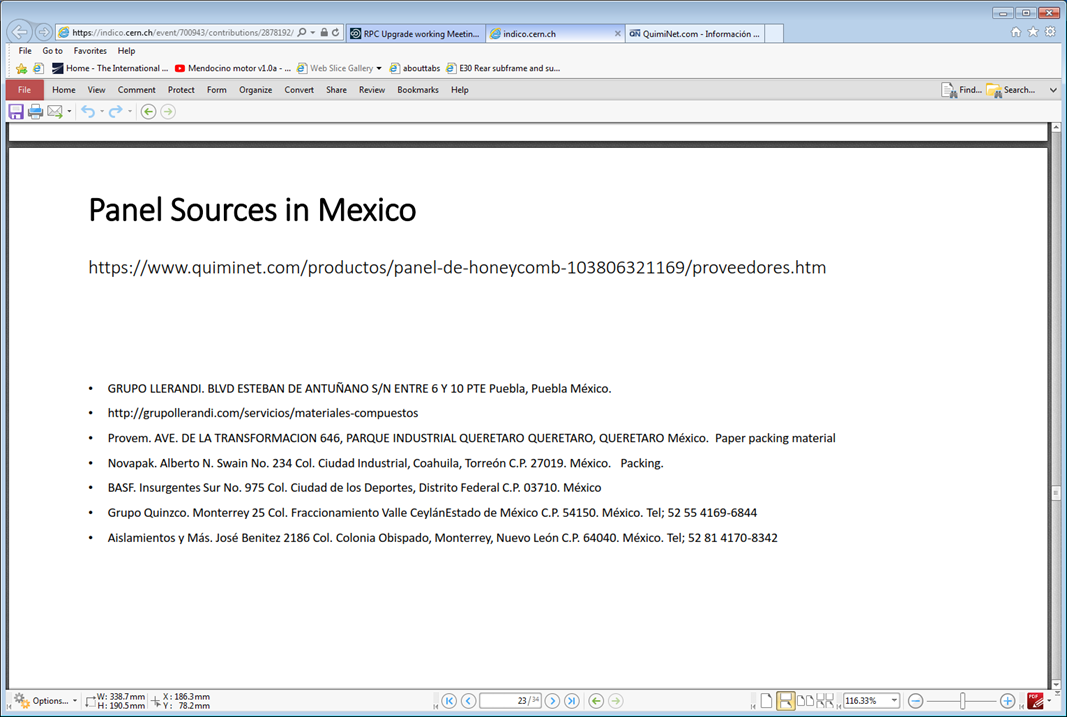 https://indico.cern.ch/event/700943/contributions/2878192/
RPC Upgrade working Meetin...
indico.cern.ch
QuimiNet.com - Información ...
File Go to Favorites Help
Home - The International ... Mendocino motor v1.0a - ... Web Slice Gallery abouttabs E30 Rear subframe and su...
File Home View Comment Protect Form Organize Convert Share Review Bookmarks Help Find... Search...
Panel Sources in Mexico
https://www.quiminet.com/productos/panel-de-honeycomb-103806321169/proveedores.htm
• GRUPO LLERANDI. BLVD ESTEBAN DE ANTUÑANO S/N ENTRE 6 Y 10 PTE Puebla, Puebla México.
• http://grupollerandi.com/servicios/materiales-compuestos
• Provem. AVE. DE LA TRANSFORMACION 646, PARQUE INDUSTRIAL QUERETARO QUERETARO, QUERETARO México. Paper packing material
• Novapak. Alberto N. Swain No. 234 Col. Ciudad Industrial, Coahuila, Torreón C.P. 27019. México. Packing.
• BASF. Insurgentes Sur No. 975 Col. Ciudad de los Deportes, Distrito Federal C.P. 03710. México
• Grupo Quinzco. Monterrey 25 Col. Fraccionamiento Valle CeylánEstado de México C.P. 54150. México. Tel; 52 55 4169-6844
• Aislamientos y Más. José Benitez 2186 Col. Colonia Obispado, Monterrey, Nuevo León C.P. 64040. México. Tel; 52 81 4170-8342
Options... W: 338.7mm X: 186.3mm 23/34 116.33% PDF
H: 190.5mm Y: 78.2mm